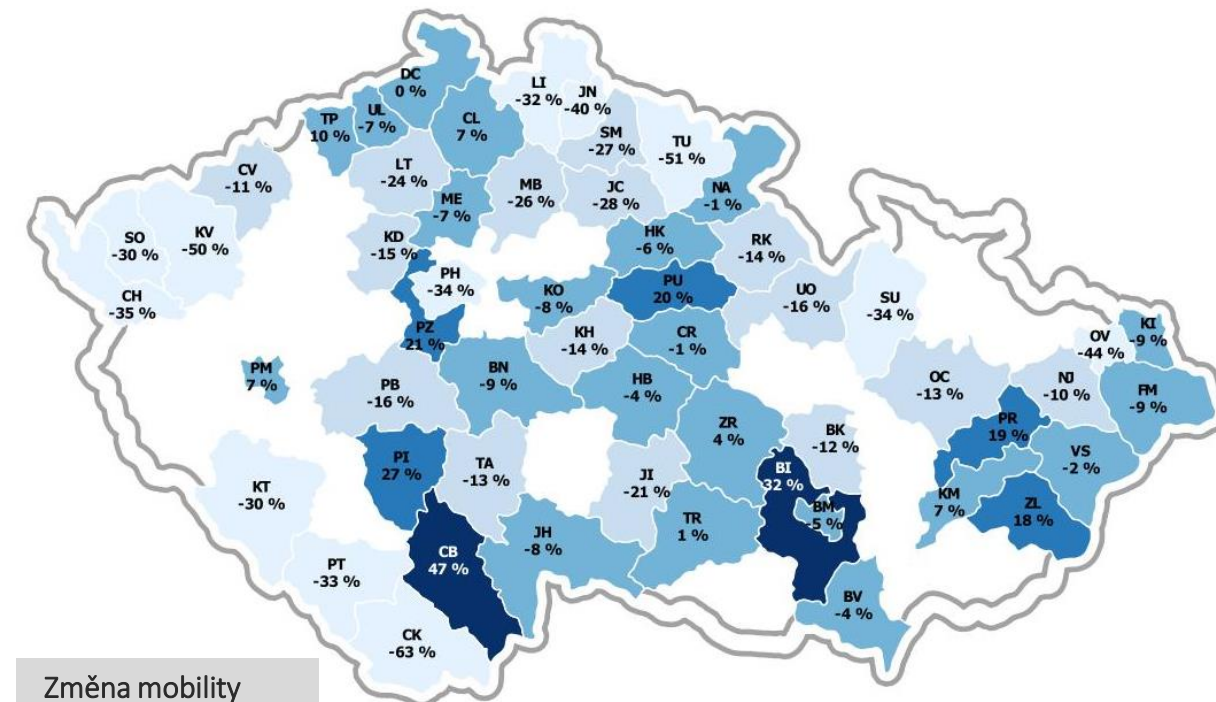 DC
0 %
TP
10 %
UL
-7 %
CL
7 %
LI
-32 %
JN
-40 %
SM
-27 %
TU
-51 %
CV
-11 %
LT
-24 %
ME
-7 %
MB
-26 %
JC
-28 %
NA
-1 %
SO
-30 %
KV
-50 %
CH
-35 %
KD
-15 %
PH
-34 %
PZ
21 %
KO
-8 %
HK
-6 %
PU
20 %
RK
-14 %
UO
-16 %
SU
-34 %
KH
-14 %
CR
-1 %
OV
-44 %
KI
-9 %
PM
7 %
PB
-16 %
BN
-9 %
HB
-4 %
OC
-13 %
NJ
-10 %
FM
-9 %
PR
19 %
VS
-2 %
ZR
4 %
BK
-12 %
PI
27 %
TA
-13 %
JI
-21 %
BI
32 %
BM
-5 %
KM
7 %
ZL
18 %
KT
-30 %
CB
47 %
JH
-8 %
TR
1 %
PT
-33 %
BV
-4 %
CK
-63 %
Změna mobility